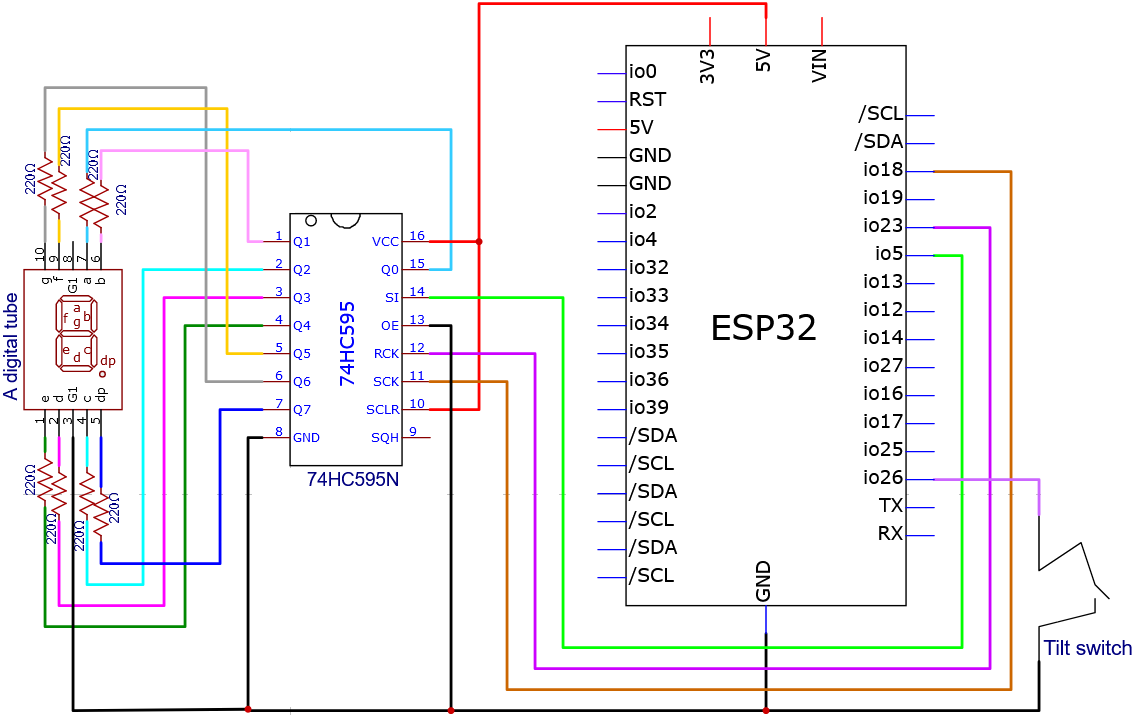 220Ω
220Ω
220Ω
220Ω
10
9
8
7
6
g
f
G1
a
b
a
f
b
g
e
c
d
dp
e
d
G1
c
dp
1
2
3
4
5
A digital tube
220Ω
220Ω
220Ω
220Ω
1 Q1
2 Q2
3 Q3
4 Q4
5 Q5
6 Q6
7 Q7
8 GND
74HC595
VCC 16
Q0 15
SI 14
OE 13
RCK 12
SCK 11
SCLR 10
SQH 9
74HC595N
3V3
5V
VIN
io0
RST
5V
GND
GND
io2
io4
io32
io33
io34
io35
io36
io39
/SDA
/SCL
/SDA
/SCL
/SDA
/SCL
ESP32
GND
/SCL
/SDA
io18
io19
io23
io5
io13
io12
io14
io27
io16
io17
io25
io26
TX
RX
Tilt switch